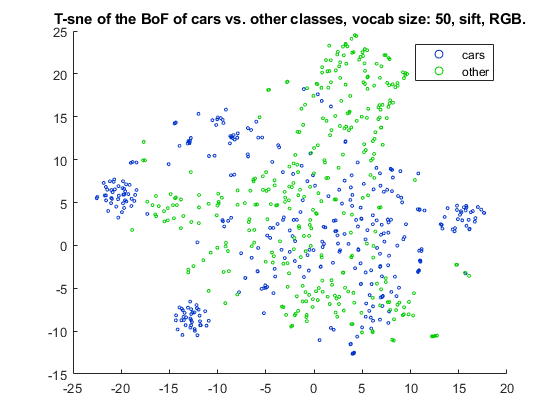 T-sne of the BoF of cars vs. other classes, vocab size: 50, sift, RGB.
25
20
15
10
5
0
-5
-10
-15
-25 -20 -15 -10 -5 0 5 10 15 20
cars
other